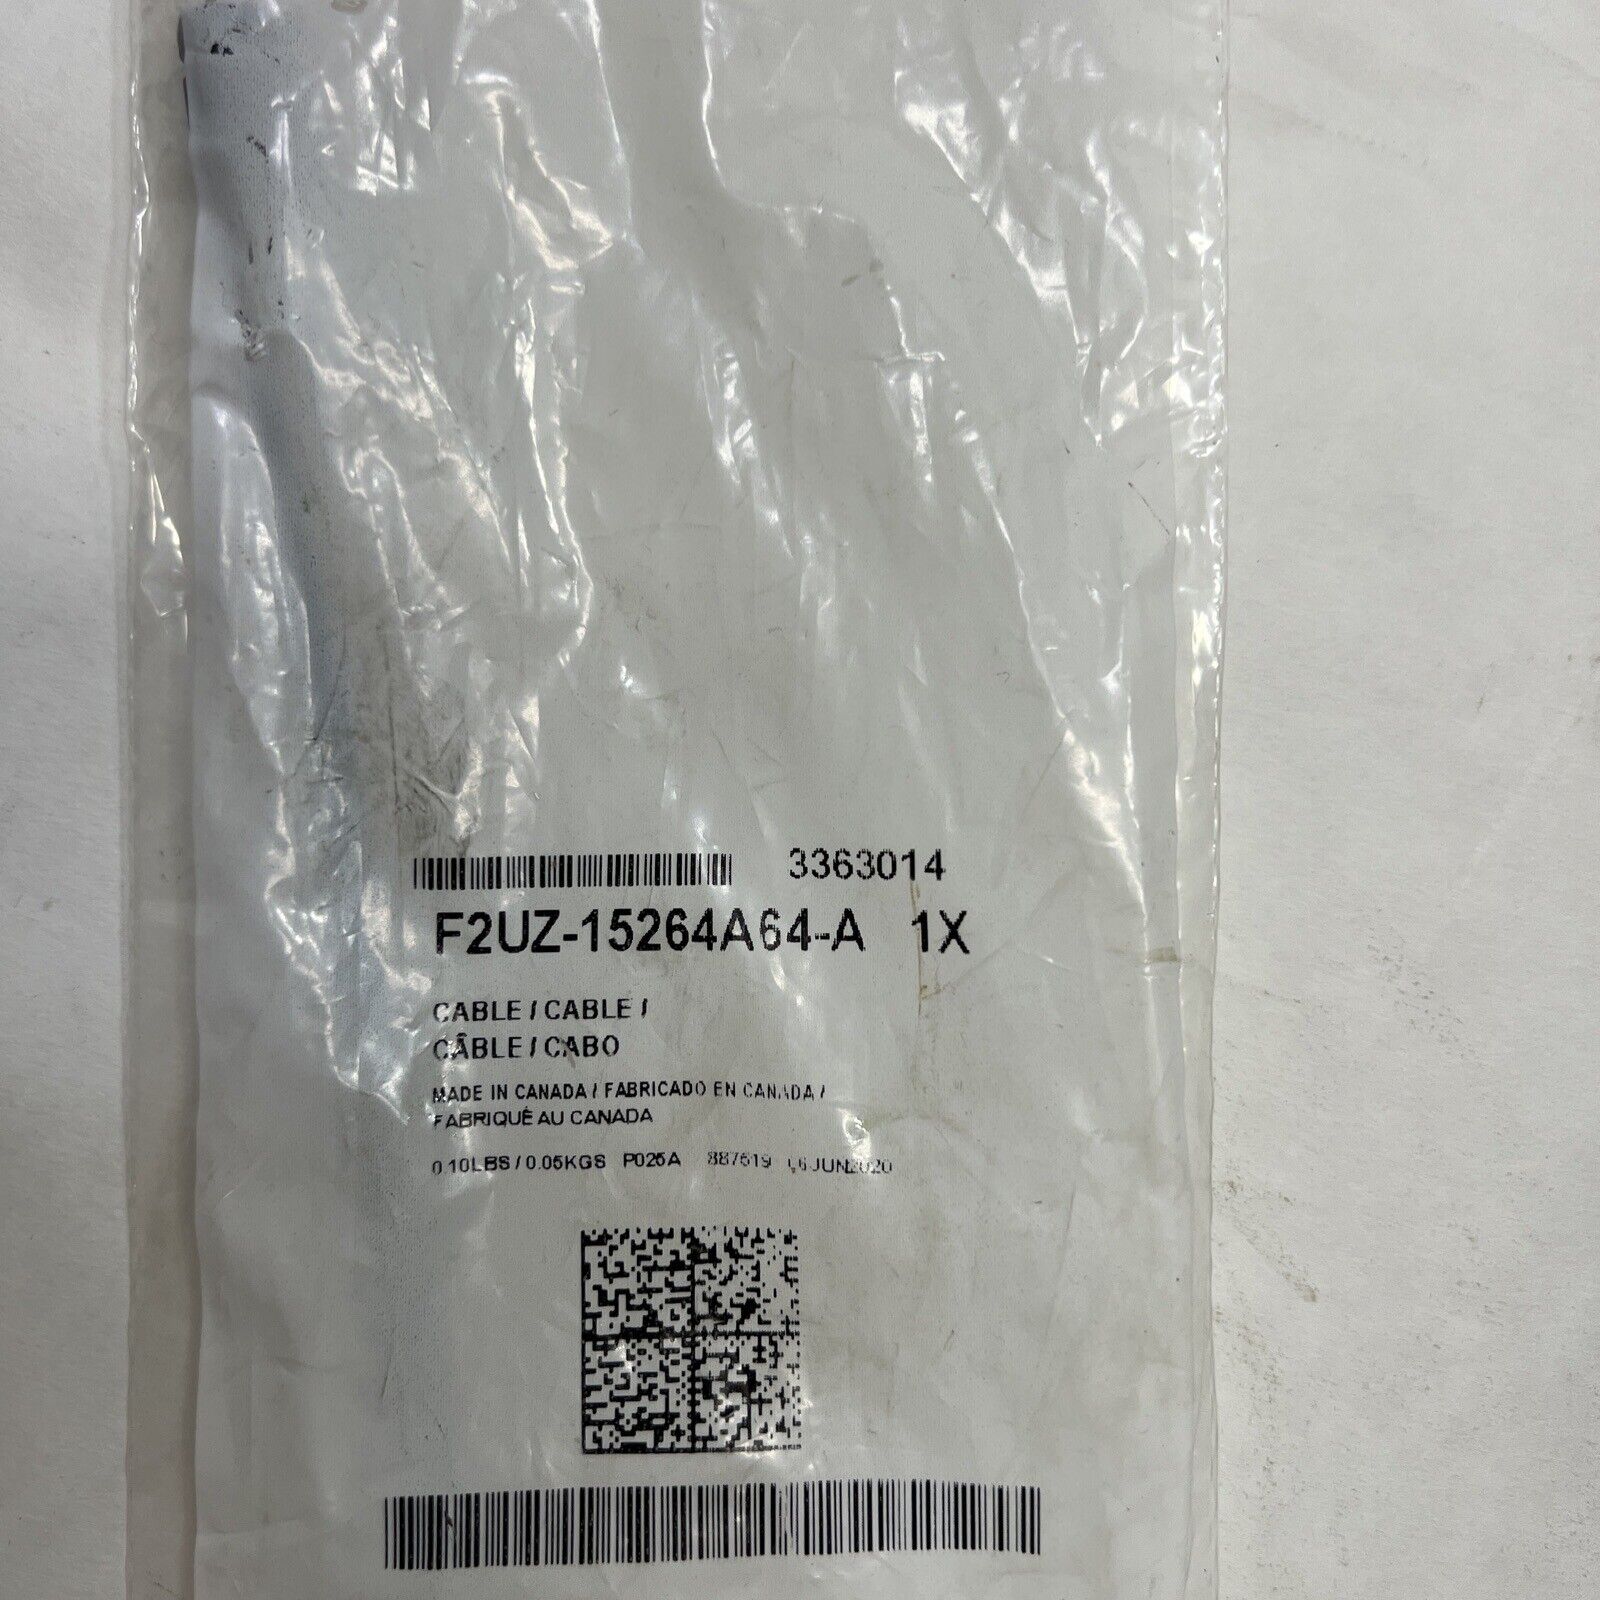 3363014
F2UZ-15264A64-A 1X
CABLE / CABLE /
CÂBLE / CABO
MADE IN CANADA / FABRICADO EN CANADA /
FABRIQUÉ AU CANADA
0.10LBS / 0.05KGS P025A 887519 JUN2020